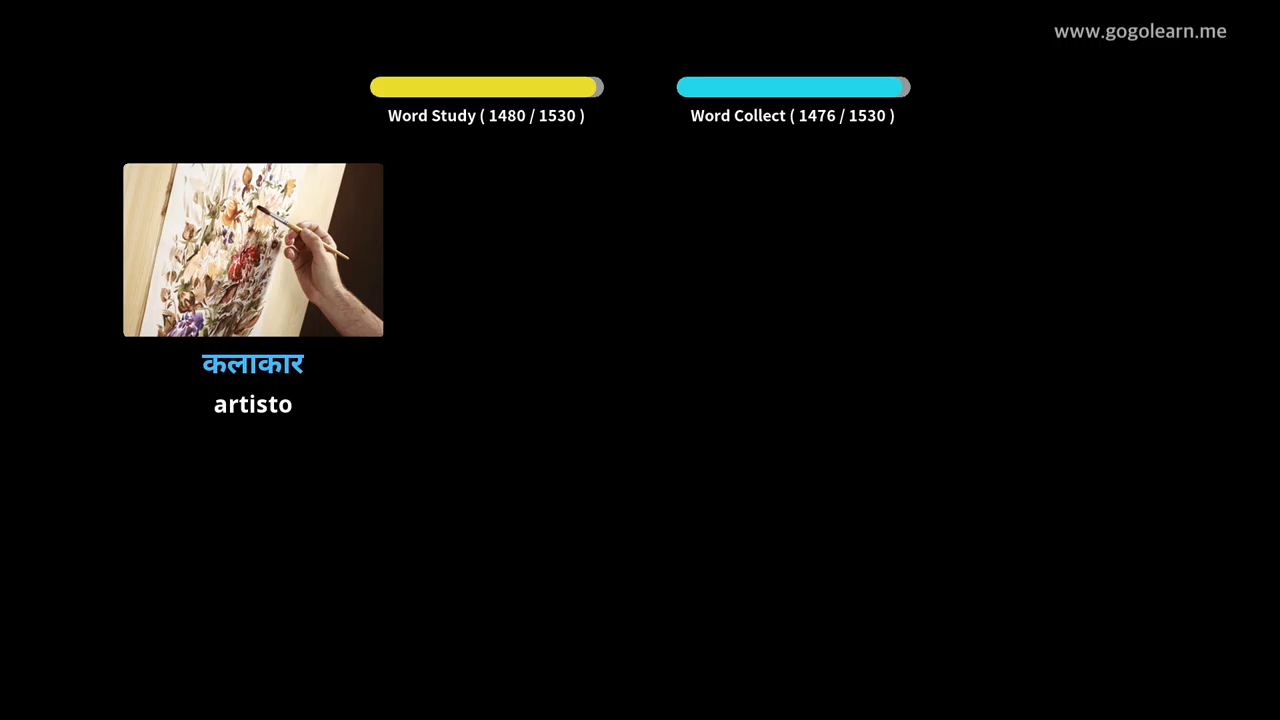 www.gogolearn.me
Word Study ( 1480 / 1530 )
Word Collect ( 1476 / 1530 )
कलाकार
artisto